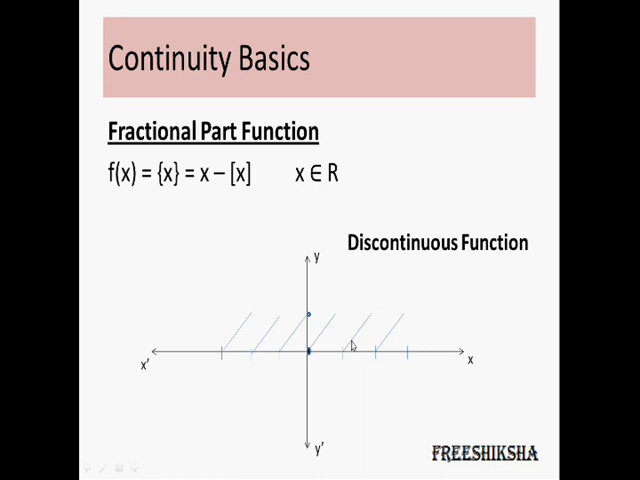 Continuity Basics
Fractional Part Function
f(x) = {x} = x – [x] x ∈ R
Discontinuous Function
y
x' x
y'
FREESHIKSHA